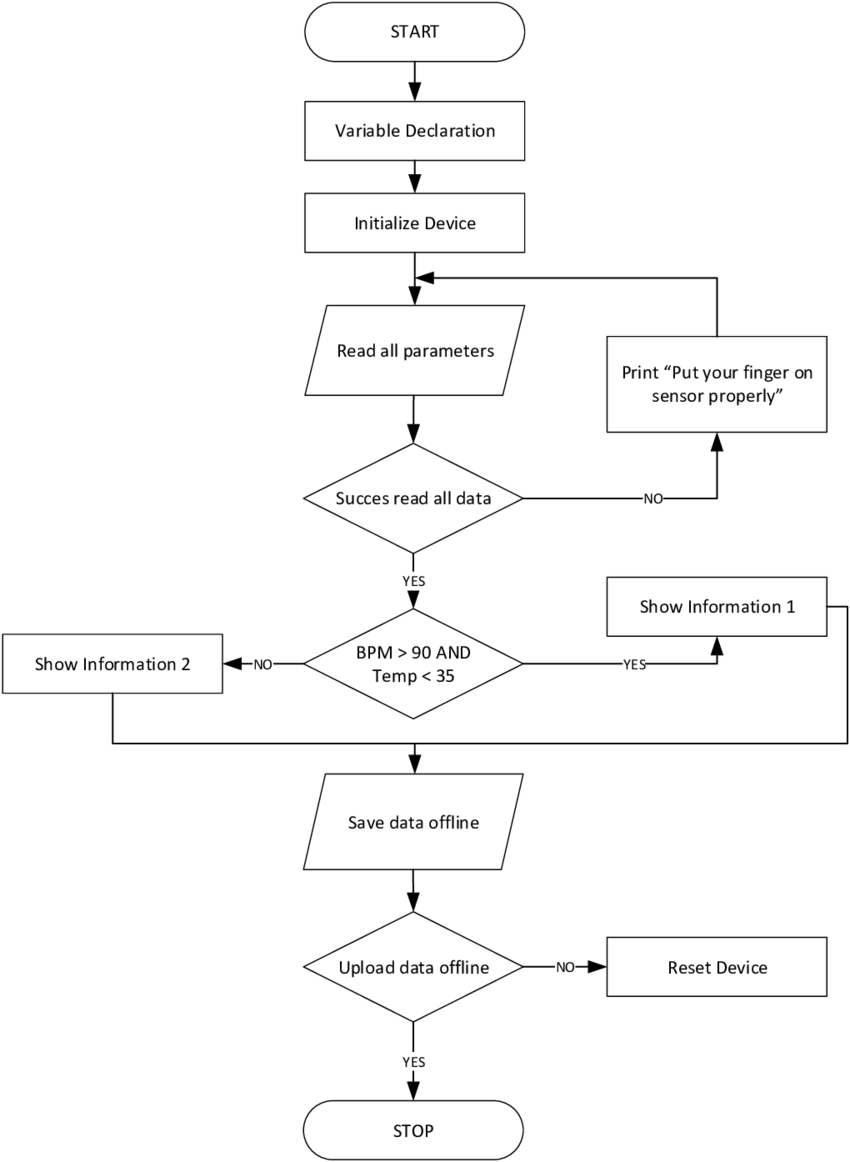 START
Variable Declaration
Initialize Device
Read all parameters
Print “Put your finger on
sensor properly”
Succes read all data
NO
YES
Show Information 1
Show Information 2
NO
BPM > 90 AND
Temp < 35
YES
Save data offline
Upload data offline
NO
Reset Device
YES
STOP